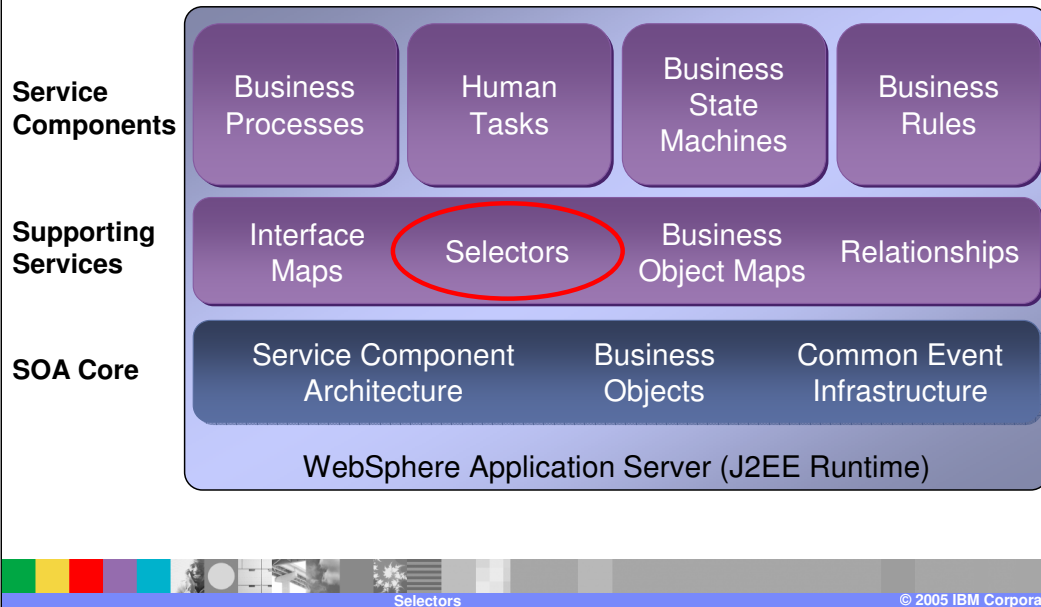 Service
Components
Business
Processes
Human
Tasks
Business
State
Machines
Business
Rules
Supporting
Services
Interface
Maps
Selectors
Business
Object Maps
Relationships
SOA Core
Service Component
Architecture
Business
Objects
Common Event
Infrastructure
WebSphere Application Server (J2EE Runtime)
Selectors
© 2005 IBM Corpora